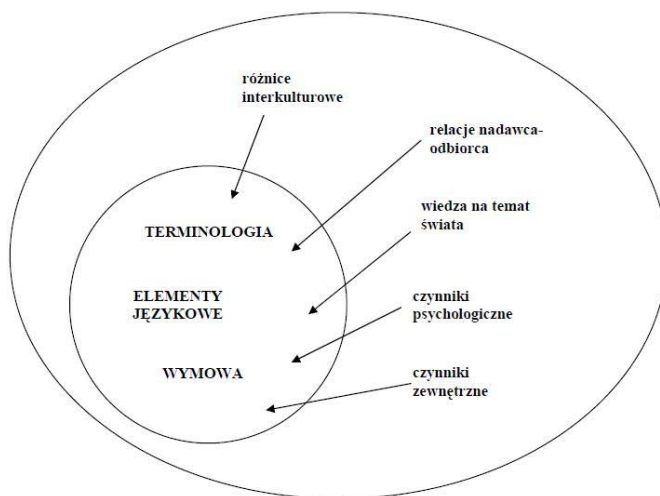 różnice
interkulturowe
relacje nadawca-
odbiorca
wiedza na temat
świata
TERMINOLOGIA
ELEMENTY
JĘZYKOWE
czynniki
psychologiczne
WYMOWA
czynniki
zewnętrzne